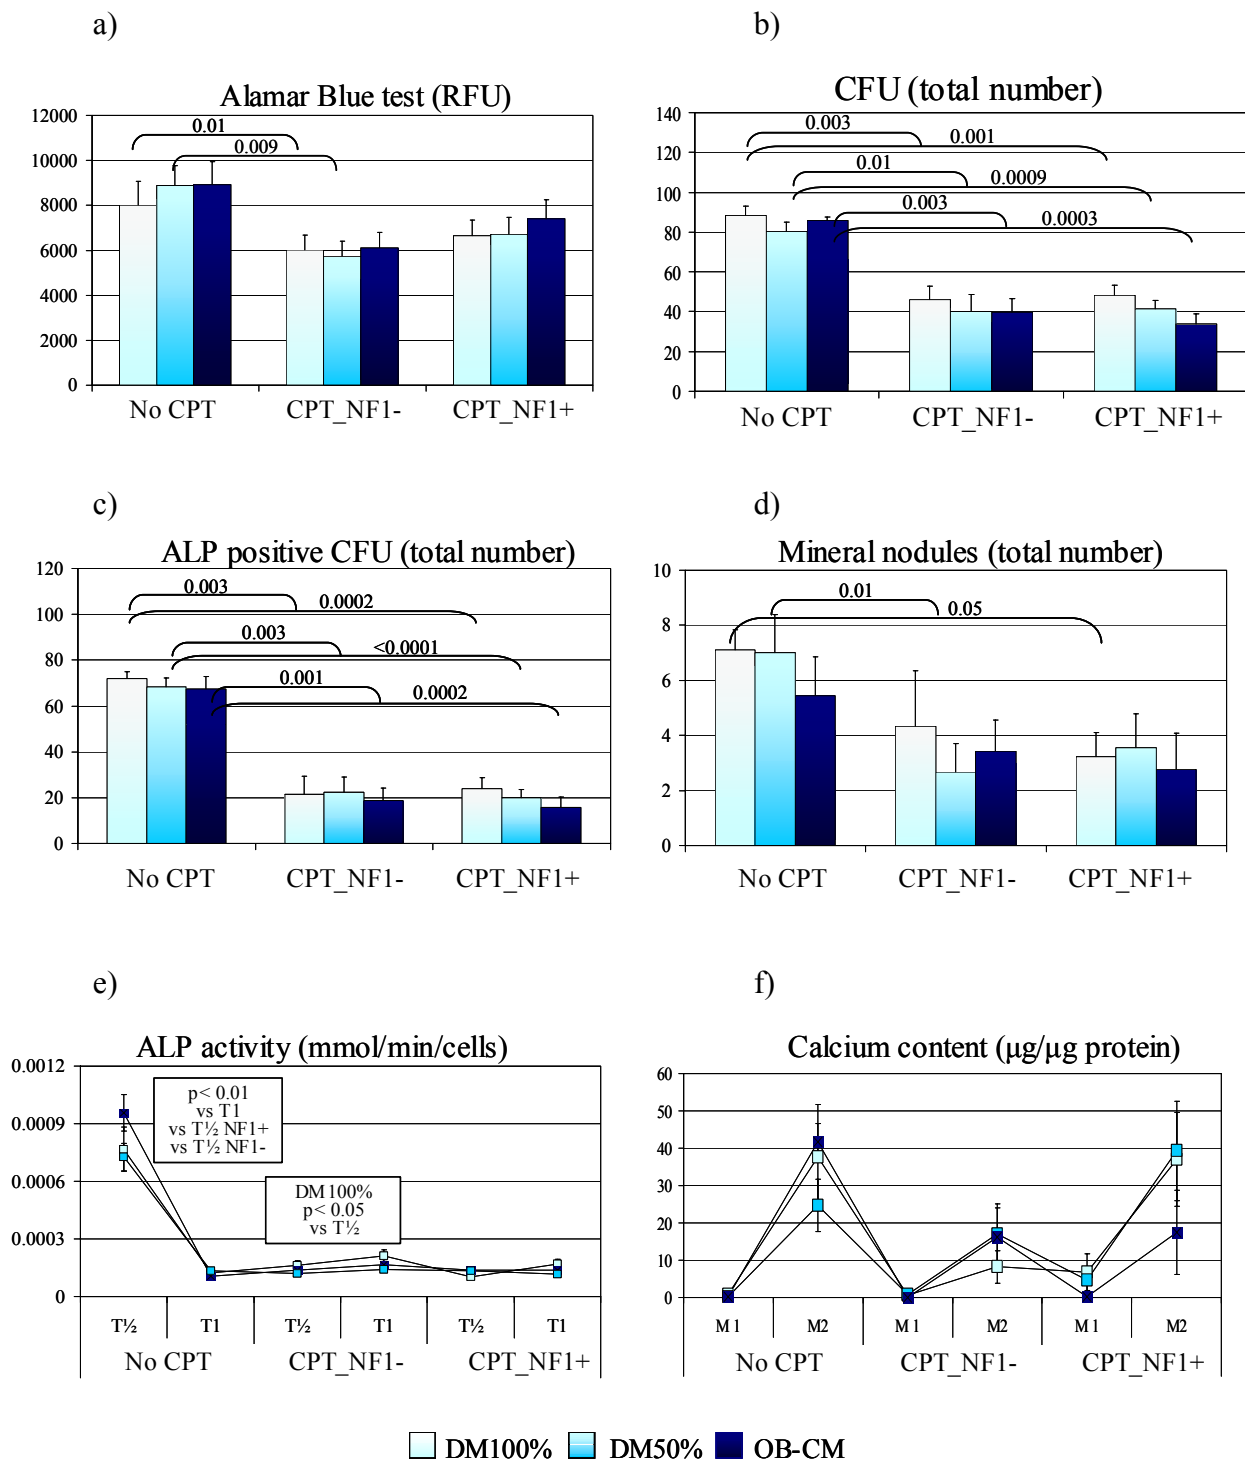 a)
Alamar Blue test (RFU)
12000
10000
8000
6000
4000
2000
0
0.01
0.009
No CPT CPT_NF1- CPT_NF1+
b)
CFU (total number)
140
120
100
80
60
40
20
0
0.003
0.001
0.01
0.0009
0.003
0.0003
No CPT CPT_NF1- CPT_NF1+
c)
ALP positive CFU (total number)
120
100
80
60
40
20
0
0.003
0.0002
0.003
<0.0001
0.001
0.0002
No CPT CPT_NF1- CPT_NF1+
d)
Mineral nodules (total number)
10
8
6
4
2
0
0.01
0.05
No CPT CPT_NF1- CPT_NF1+
e)
ALP activity (mmol/min/cells)
0.0012
0.0009
0.0006
0.0003
0
p< 0.01
vs T1
vs T½ NF1+
vs T½ NF1-
DM100%
p< 0.05
vs T½
T½ T1 T½ T1 T½ T1
No CPT CPT_NF1- CPT_NF1+
f)
Calcium content (µg/µg protein)
60
50
40
30
20
10
0
M1 M2 M1 M2 M1 M2
No CPT CPT_NF1- CPT_NF1+
DM100% DM50% OB-CM